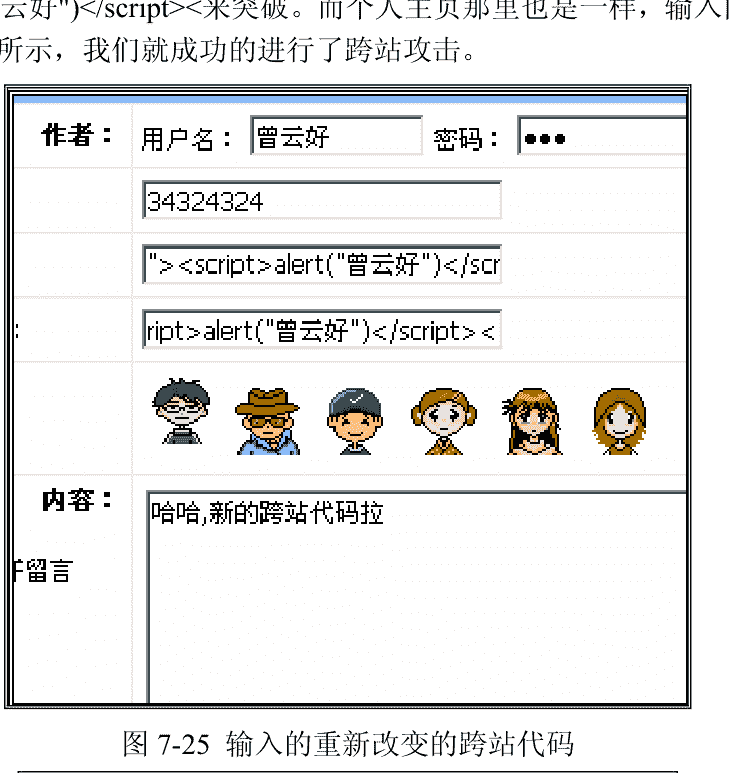 云好")</script><来突破。而个人主页那里也是一样，输入
所示，我们就成功的进行了跨站攻击。
作者： 用户名： 曾云好 密码： ●●●
34324324
"><script>alert("曾云好")</scr
: ript>alert("曾云好")</script><
内容： 哈哈,新的跨站代码拉
留言
图 7-25 输入的重新改变的跨站代码